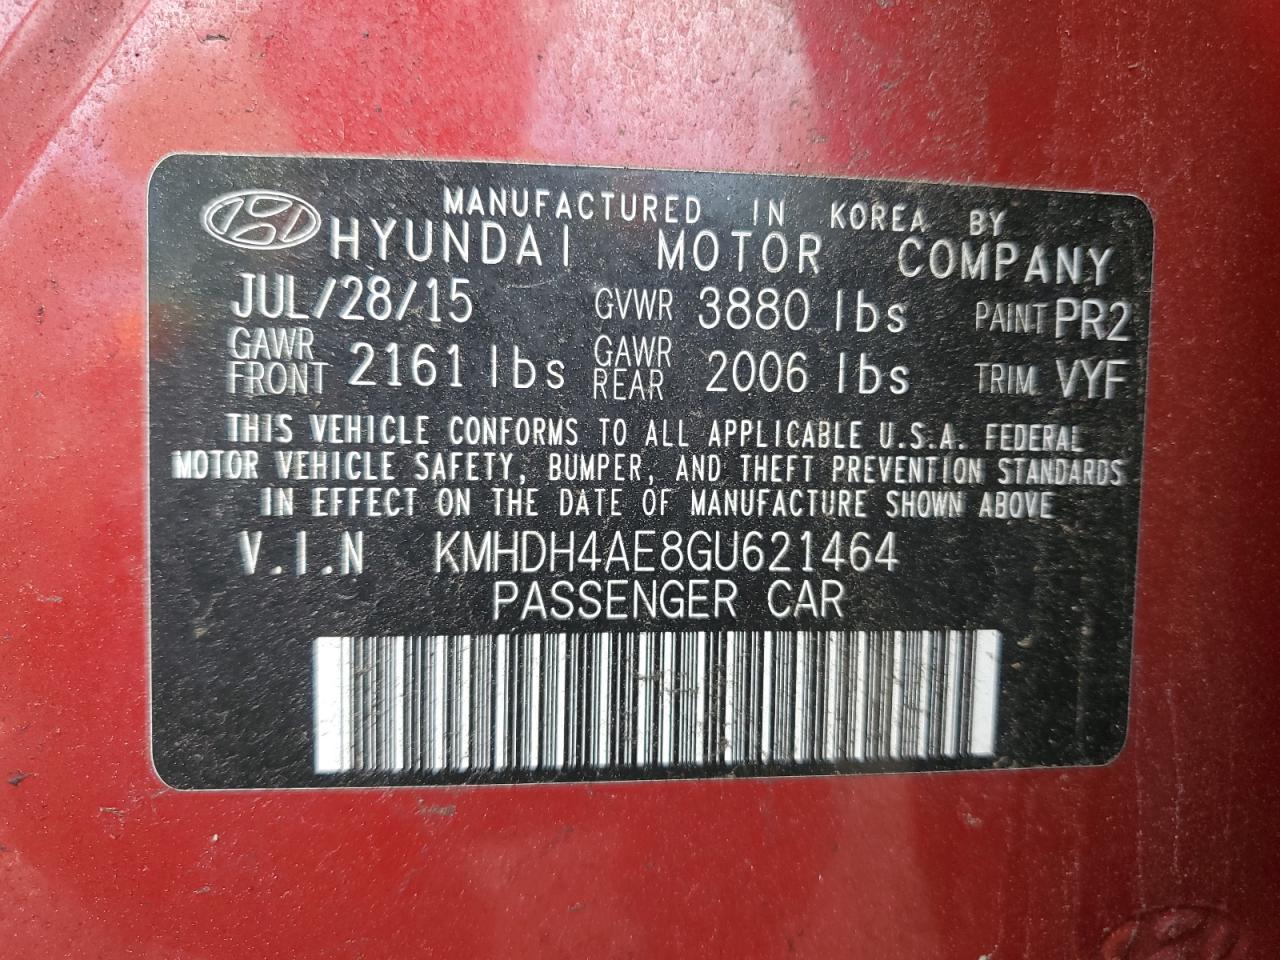 MANUFACTURED IN KOREA BY
HYUNDAI MOTOR COMPANY
JUL/28/15 GVWR 3880 lbs PAINT PR2
GAWR FRONT 2161 lbs GAWR REAR 2006 lbs TRIM VYF
THIS VEHICLE CONFORMS TO ALL APPLICABLE U.S.A. FEDERAL
MOTOR VEHICLE SAFETY, BUMPER, AND THEFT PREVENTION STANDARDS
IN EFFECT ON THE DATE OF MANUFACTURE SHOWN ABOVE
V.I.N KMHDH4AE8GU621464
PASSENGER CAR